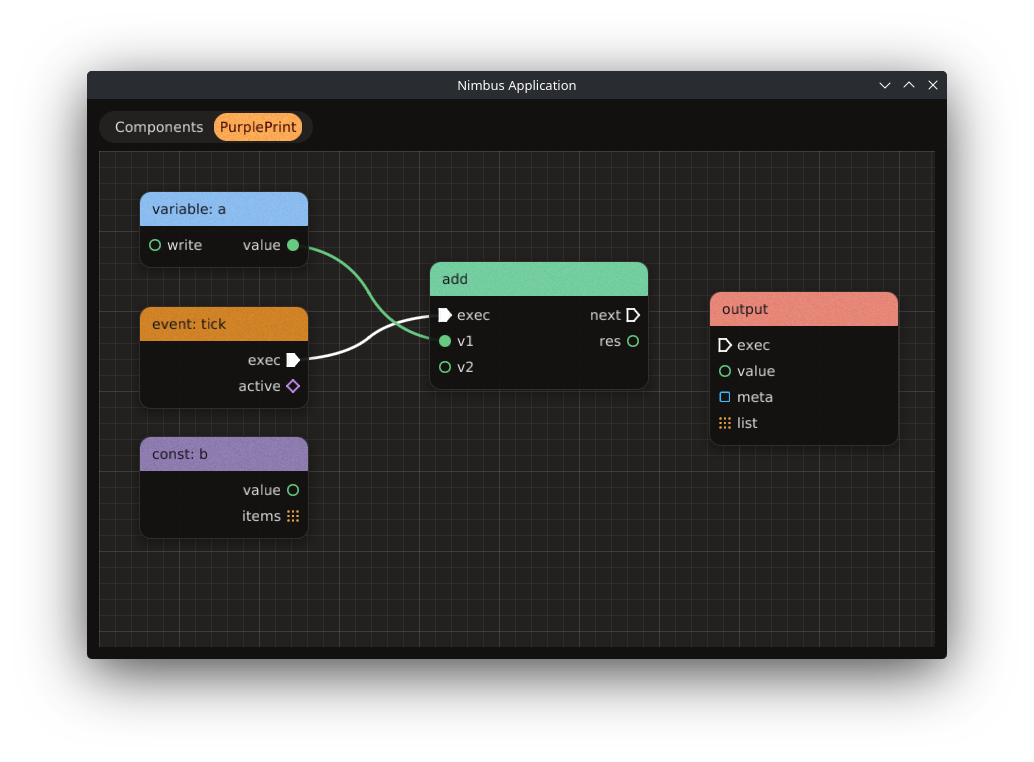 Nimbus Application
Components PurplePrint
variable: a
write value
event: tick
exec
active
const: b
value
items
add
exec next
v1 res
v2
output
exec
value
meta
list